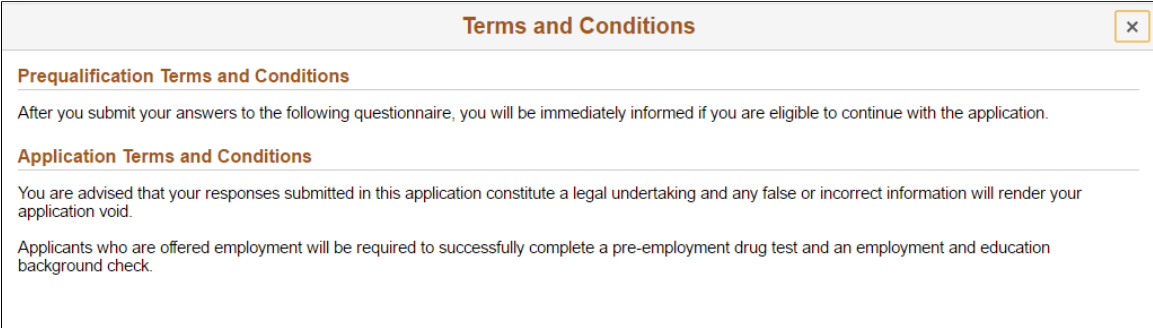 Terms and Conditions
Prequalification Terms and Conditions
After you submit your answers to the following questionnaire, you will be immediately informed if you are eligible to continue with the application.
Application Terms and Conditions
You are advised that your responses submitted in this application constitute a legal undertaking and any false or incorrect information will render your
application void.
Applicants who are offered employment will be required to successfully complete a pre-employment drug test and an employment and education
background check.